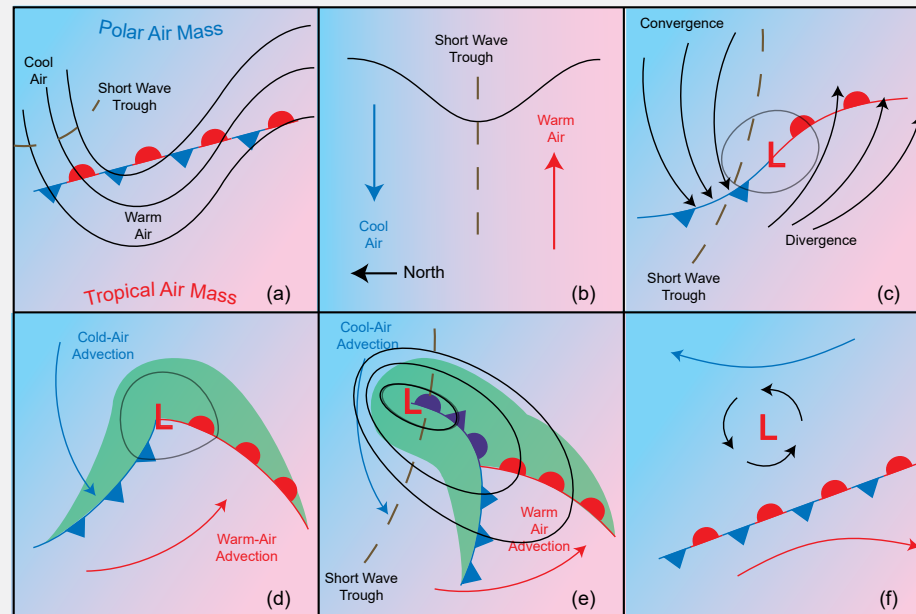 Polar Air Mass
Cool
Air
Short Wave
Trough
Warm
Air
Tropical Air Mass
(a)
Short Wave
Trough
Warm
Air
Cool
Air
North
(b)
Convergence
L
Divergence
Short Wave
Trough
(c)
Cold-Air
Advection
L
Warm-Air
Advection
(d)
Cool-Air
Advection
L
Warm
Air
Advection
Short Wave
Trough
(e)
L
(f)